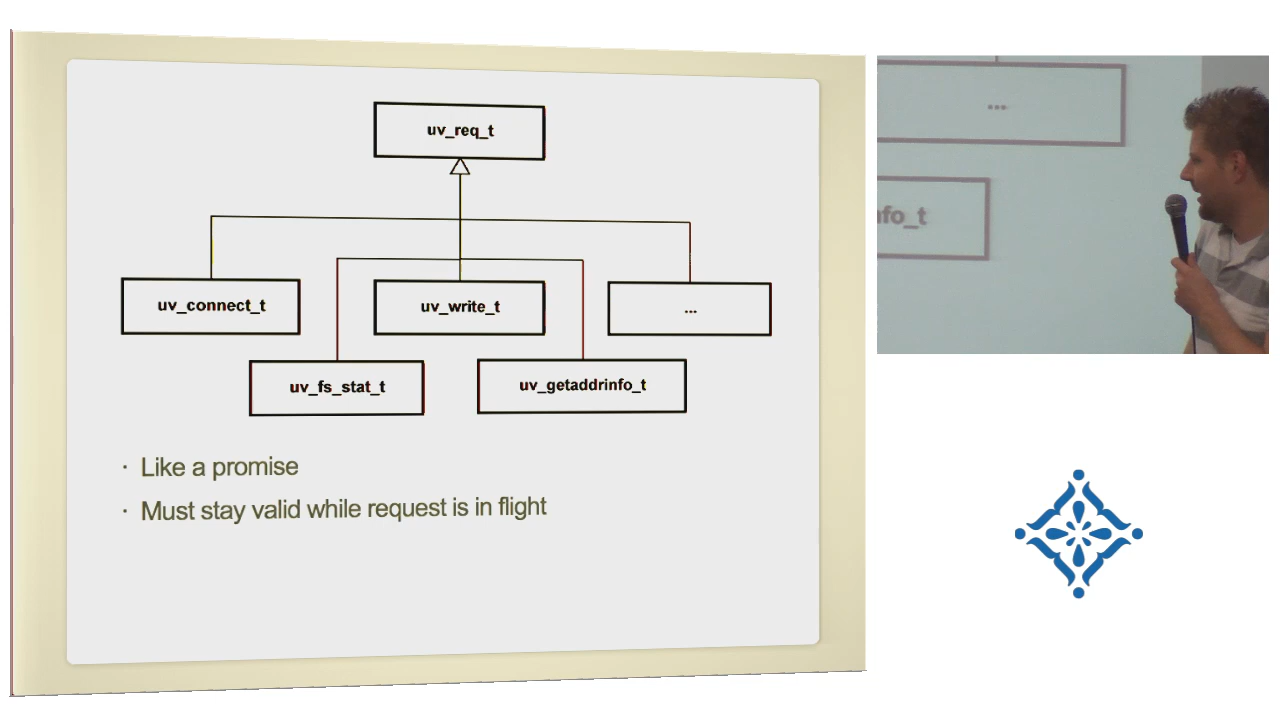 uv_req_t
uv_connect_t
uv_write_t
...
uv_fs_stat_t
uv_getaddrinfo_t
· Like a promise
· Must stay valid while request is in flight
...
nfo_t